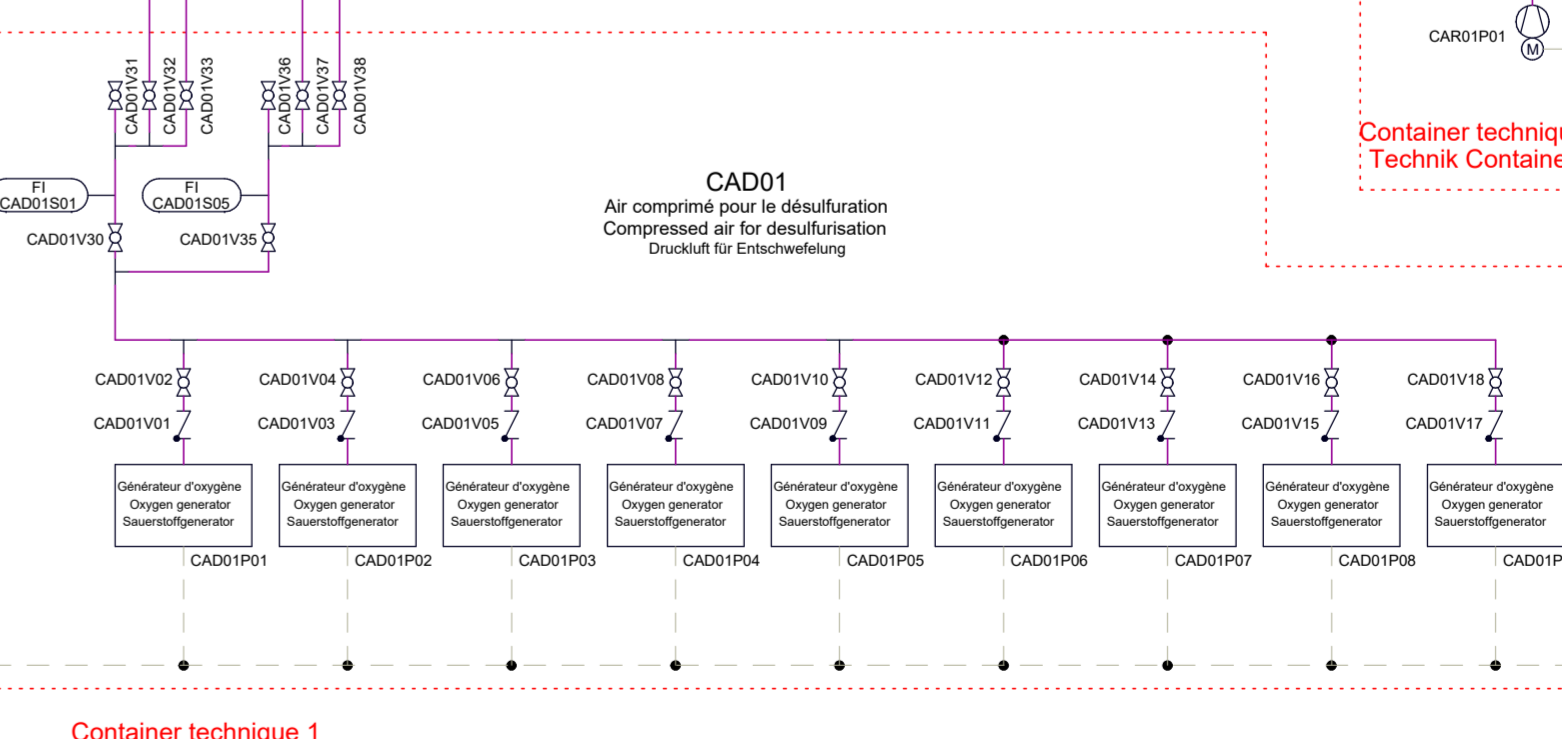 CAR01P01
M
CAD01V31
CAD01V32
CAD01V33
CAD01V36
CAD01V37
CAD01V38
Container techniqu
Technik Containe
FI
CAD01S01
FI
CAD01S05
CAD01
Air comprimé pour le désulfuration
Compressed air for desulfurisation
Druckluft für Entschwefelung
CAD01V30
CAD01V35
CAD01V02
CAD01V04
CAD01V06
CAD01V08
CAD01V10
CAD01V12
CAD01V14
CAD01V16
CAD01V18
CAD01V01
CAD01V03
CAD01V05
CAD01V07
CAD01V09
CAD01V11
CAD01V13
CAD01V15
CAD01V17
Générateur d'oxygène
Oxygen generator
Sauerstoffgenerator
Générateur d'oxygène
Oxygen generator
Sauerstoffgenerator
Générateur d'oxygène
Oxygen generator
Sauerstoffgenerator
Générateur d'oxygène
Oxygen generator
Sauerstoffgenerator
Générateur d'oxygène
Oxygen generator
Sauerstoffgenerator
Générateur d'oxygène
Oxygen generator
Sauerstoffgenerator
Générateur d'oxygène
Oxygen generator
Sauerstoffgenerator
Générateur d'oxygène
Oxygen generator
Sauerstoffgenerator
Générateur d'oxygène
Oxygen generator
Sauerstoffgenerator
CAD01P01
CAD01P02
CAD01P03
CAD01P04
CAD01P05
CAD01P06
CAD01P07
CAD01P08
CAD01P
Container technique 1